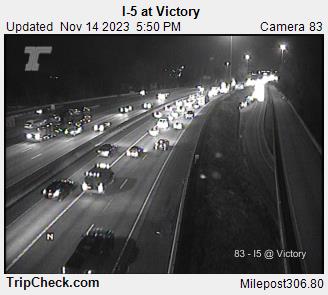 I-5 at Victory
Updated Nov 14 2023 5:50 PM Camera 83
T
N
83 - I5 @ Victory
TripCheck.com Milepost306.80